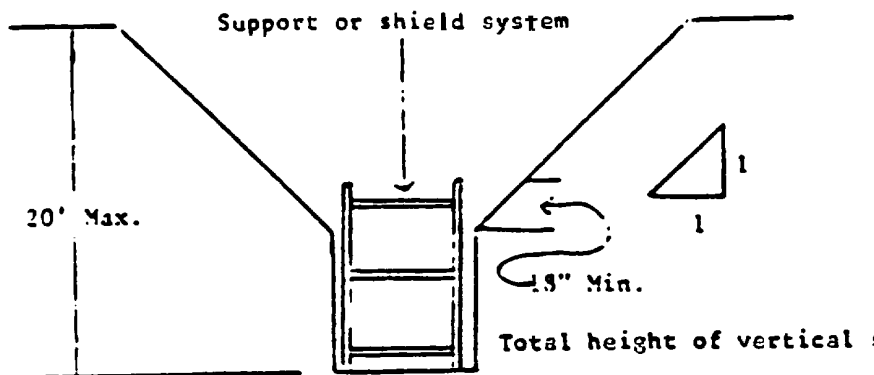 Support or shield system
20' Max.
1
1
18" Min.
Total height of vertical s